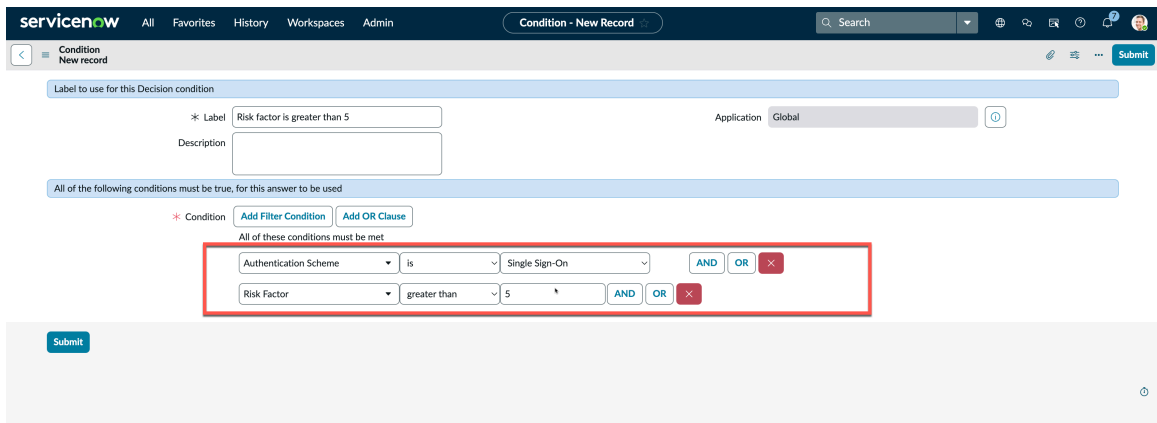 servicenow All Favorites History Workspaces Admin Condition - New Record Search 7
Condition
New record
Submit
Label to use for this Decision condition
Label Risk factor is greater than 5 Application Global
Description
All of the following conditions must be true, for this answer to be used
Condition Add Filter Condition Add OR Clause
All of these conditions must be met
Authentication Scheme is Single Sign-On AND OR
Risk Factor greater than 5 AND OR
Submit